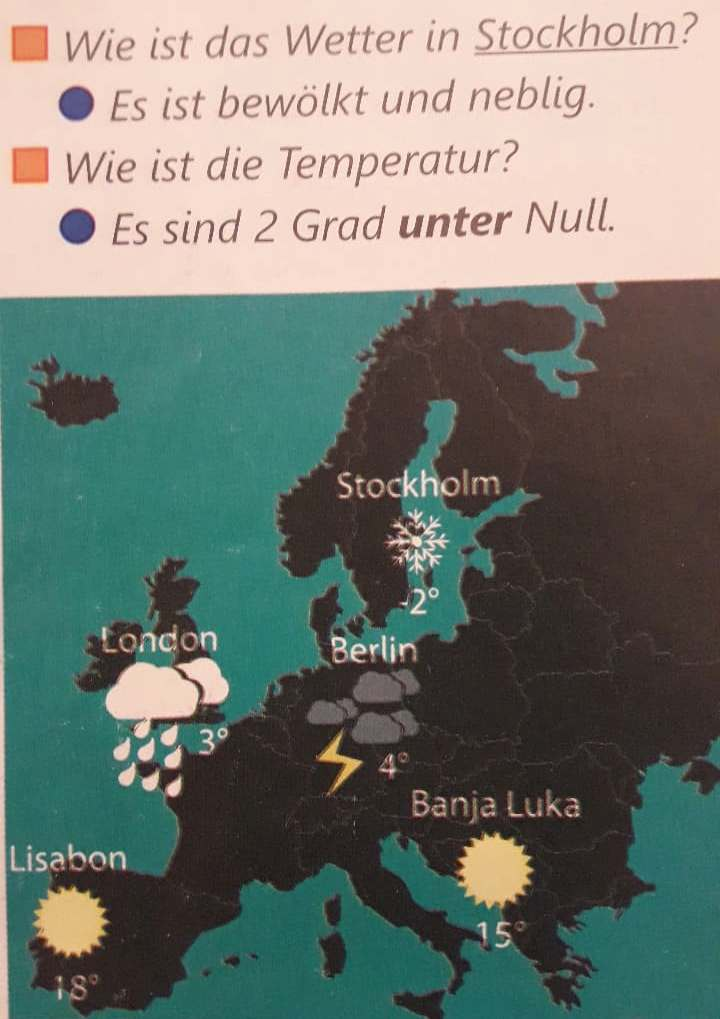 Wie ist das Wetter in Stockholm?
Es ist bewölkt und neblig.
Wie ist die Temperatur?
Es sind 2 Grad unter Null.
Stockholm
-2°
London
3°
Berlin
4°
Banja Luka
15°
Lisabon
18°